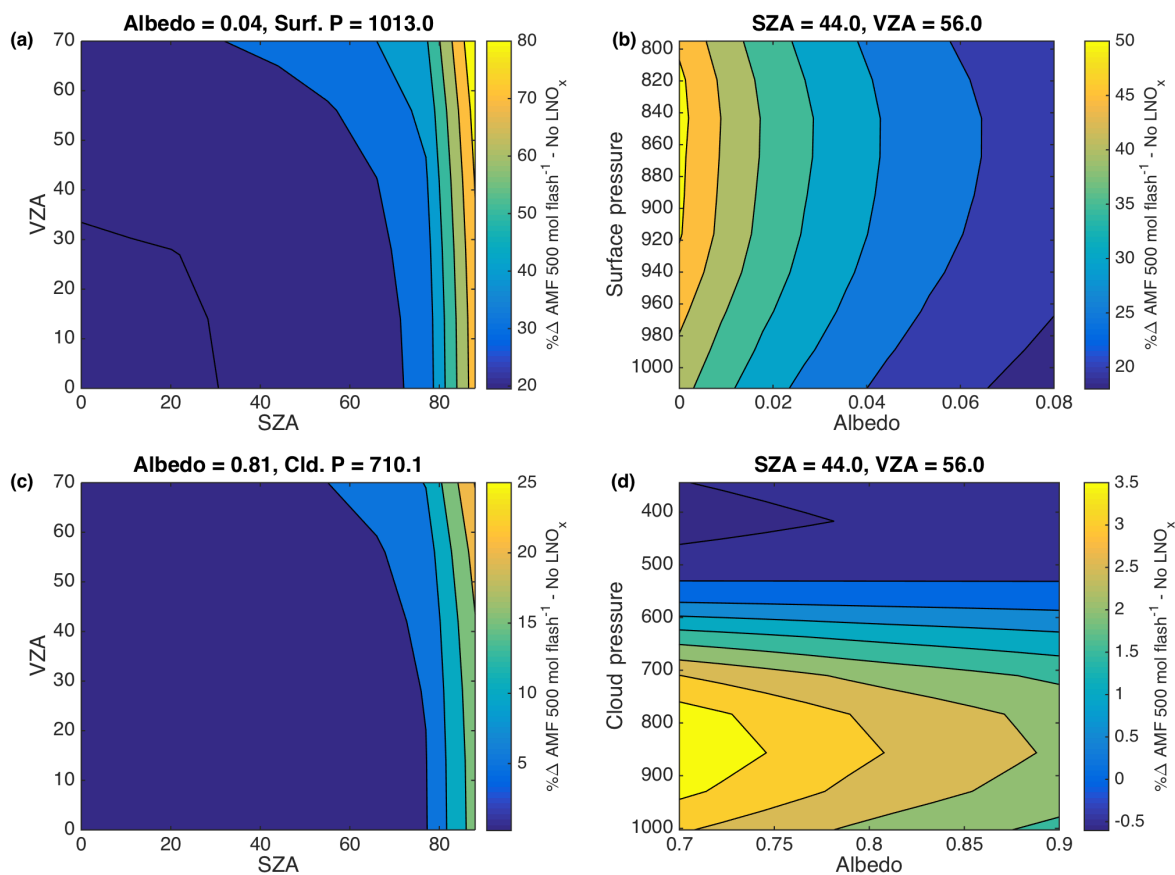 (a)
Albedo = 0.04, Surf. P = 1013.0
70
60
50
40
30
20
10
0
VZA
0 20 40 60 80
SZA
80
70
60
50
40
30
20
%Δ AMF 500 mol flash⁻¹ - No LNOₓ
(b)
SZA = 44.0, VZA = 56.0
800
820
840
860
880
900
920
940
960
980
1000
Surface pressure
0 0.02 0.04 0.06 0.08
Albedo
50
45
40
35
30
25
20
%Δ AMF 500 mol flash⁻¹ - No LNOₓ
(c)
Albedo = 0.81, Cld. P = 710.1
70
60
50
40
30
20
10
0
VZA
0 20 40 60 80
SZA
25
20
15
10
5
%Δ AMF 500 mol flash⁻¹ - No LNOₓ
(d)
SZA = 44.0, VZA = 56.0
400
500
600
700
800
900
1000
Cloud pressure
0.7 0.75 0.8 0.85 0.9
Albedo
3.5
3
2.5
2
1.5
1
0.5
0
-0.5
%Δ AMF 500 mol flash⁻¹ - No LNOₓ